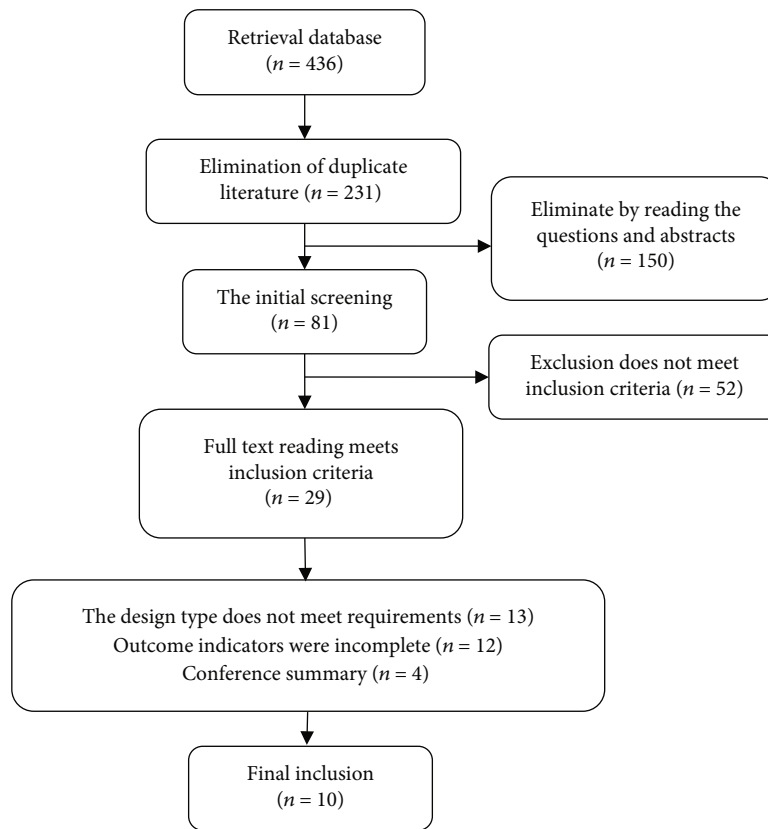 Retrieval database
(n = 436)
Elimination of duplicate
literature (n = 231)
Eliminate by reading the
questions and abstracts
(n = 150)
The initial screening
(n = 81)
Exclusion does not meet
inclusion criteria (n = 52)
Full text reading meets
inclusion criteria
(n = 29)
The design type does not meet requirements (n = 13)
Outcome indicators were incomplete (n = 12)
Conference summary (n = 4)
Final inclusion
(n = 10)